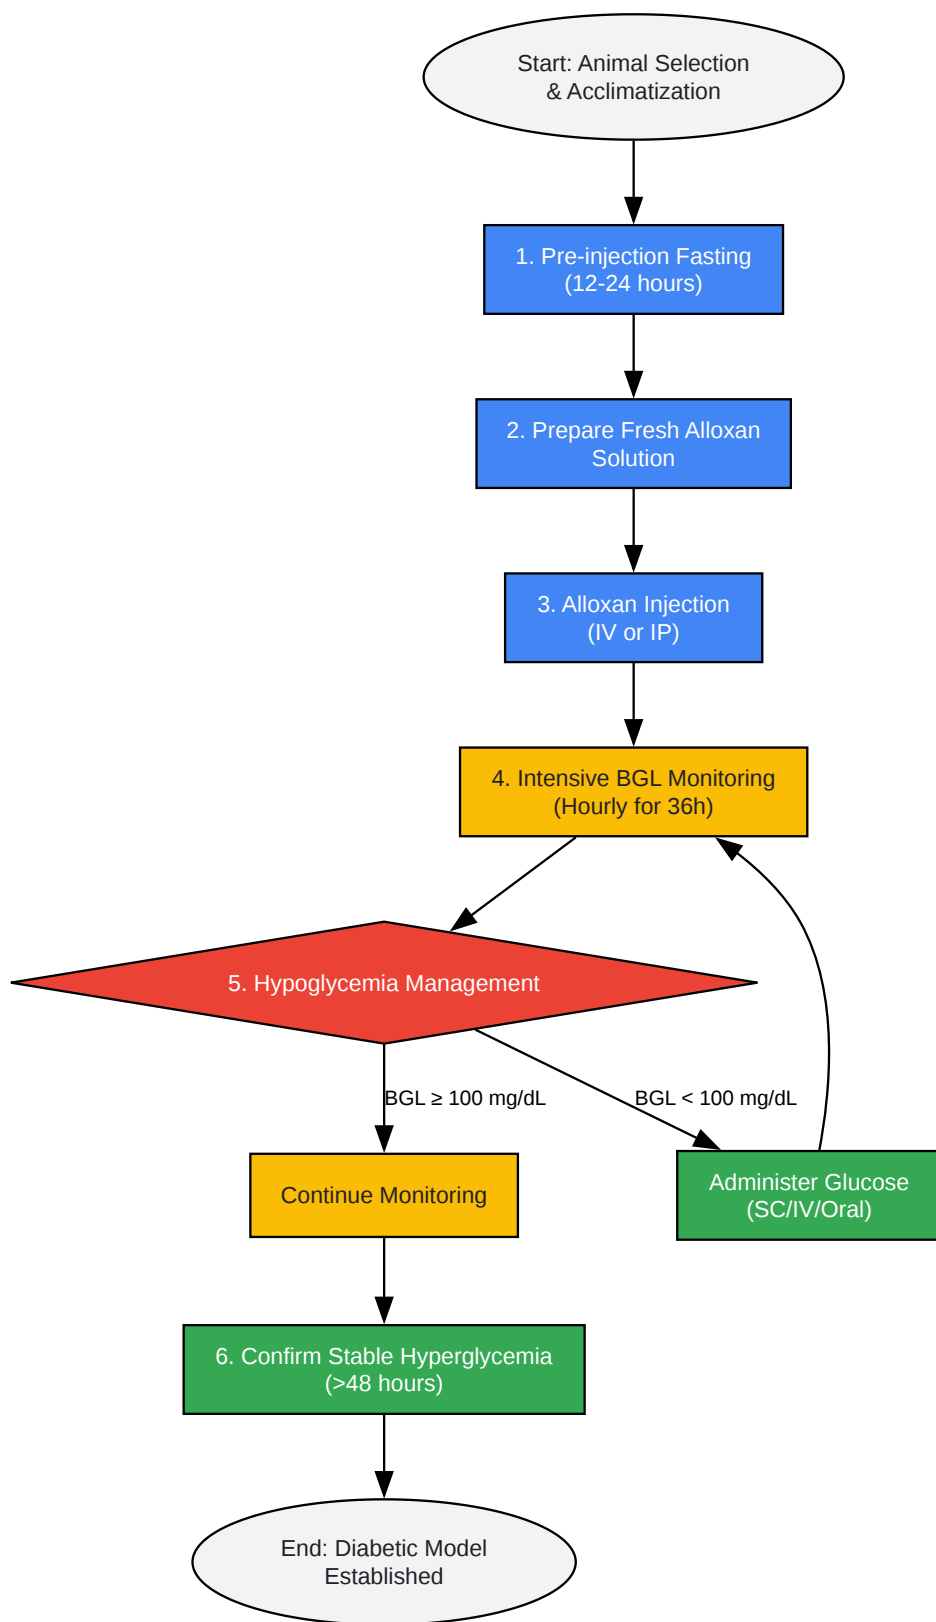 Start: Animal Selection
& Acclimatization
1. Pre-injection Fasting
(12-24 hours)
2. Prepare Fresh Alloxan
Solution
3. Alloxan Injection
(IV or IP)
4. Intensive BGL Monitoring
(Hourly for 36h)
5. Hypoglycemia Management
BGL ≥ 100 mg/dL
BGL < 100 mg/dL
Continue Monitoring
Administer Glucose
(SC/IV/Oral)
6. Confirm Stable Hyperglycemia
(>48 hours)
End: Diabetic Model
Established